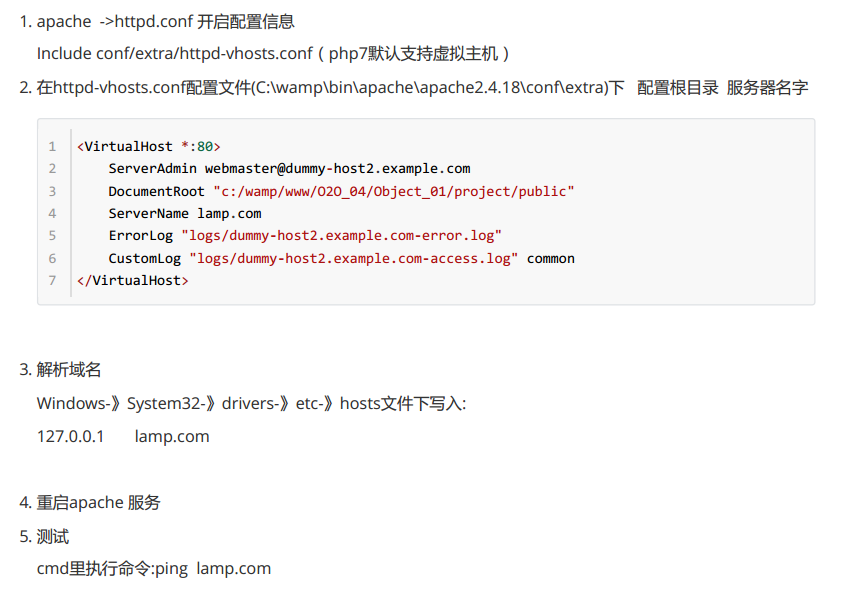 1. apache ->httpd.conf 开启配置信息
Include conf/extra/httpd-vhosts.conf ( php7默认支持虚拟主机 )
2. 在httpd-vhosts.conf配置文件(C:\wamp\bin\apache\apache2.4.18\conf\extra)下 配置根目录 服务器名字
1 <VirtualHost *:80>
2 ServerAdmin webmaster@dummy-host2.example.com
3 DocumentRoot "c:/wamp/www/O2O_04/Object_01/project/public"
4 ServerName lamp.com
5 ErrorLog "logs/dummy-host2.example.com-error.log"
6 CustomLog "logs/dummy-host2.example.com-access.log" common
7 </VirtualHost>
3. 解析域名
Windows-》System32-》drivers-》etc-》hosts文件下写入:
127.0.0.1 lamp.com
4. 重启apache 服务
5. 测试
cmd里执行命令:ping lamp.com